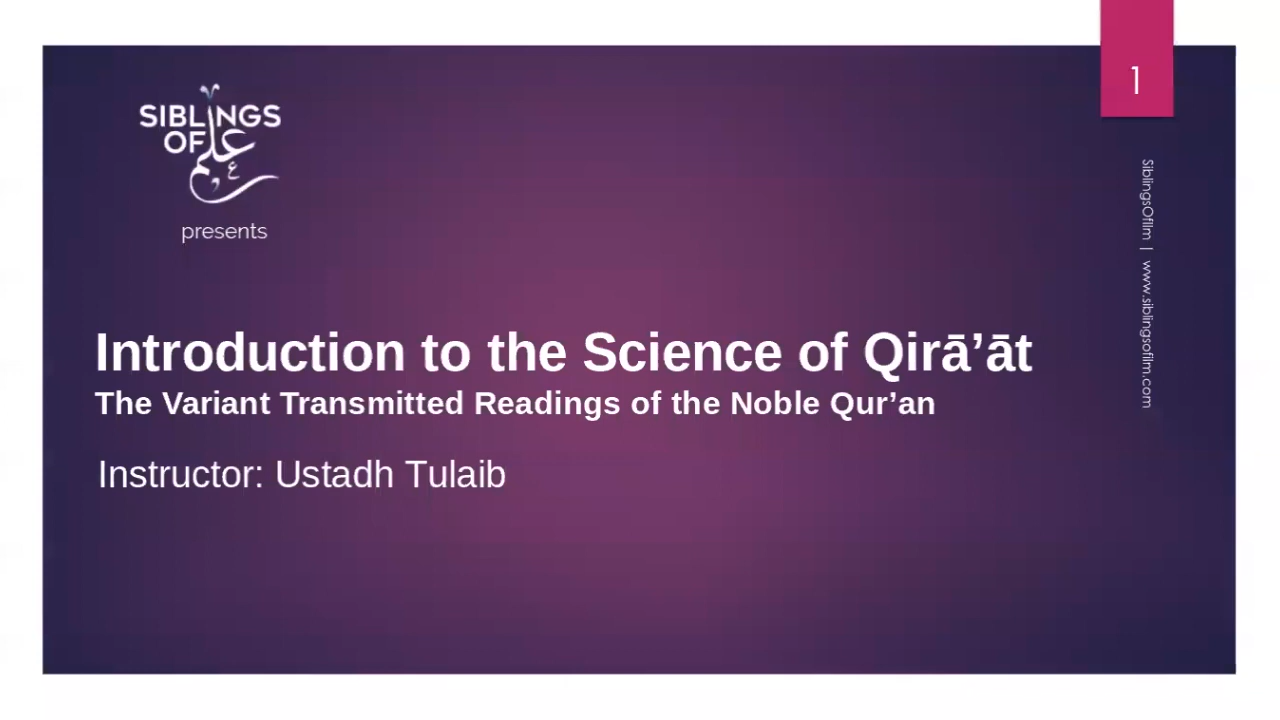 SIBLINGS
OF علم
presents
1
SiblingsOfIlm | www.siblingsofilm.com
Introduction to the Science of Qirā’āt
The Variant Transmitted Readings of the Noble Qur’an
Instructor: Ustadh Tulaib